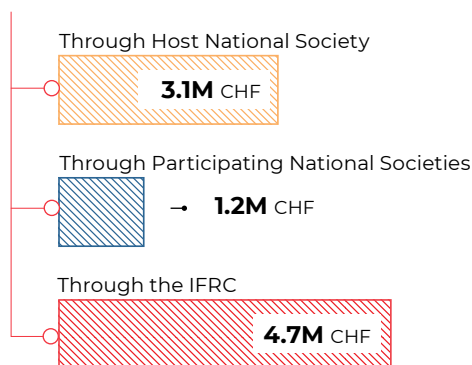 Through Host National Society
3.1M CHF
Through Participating National Societies
1.2M CHF
Through the IFRC
4.7M CHF